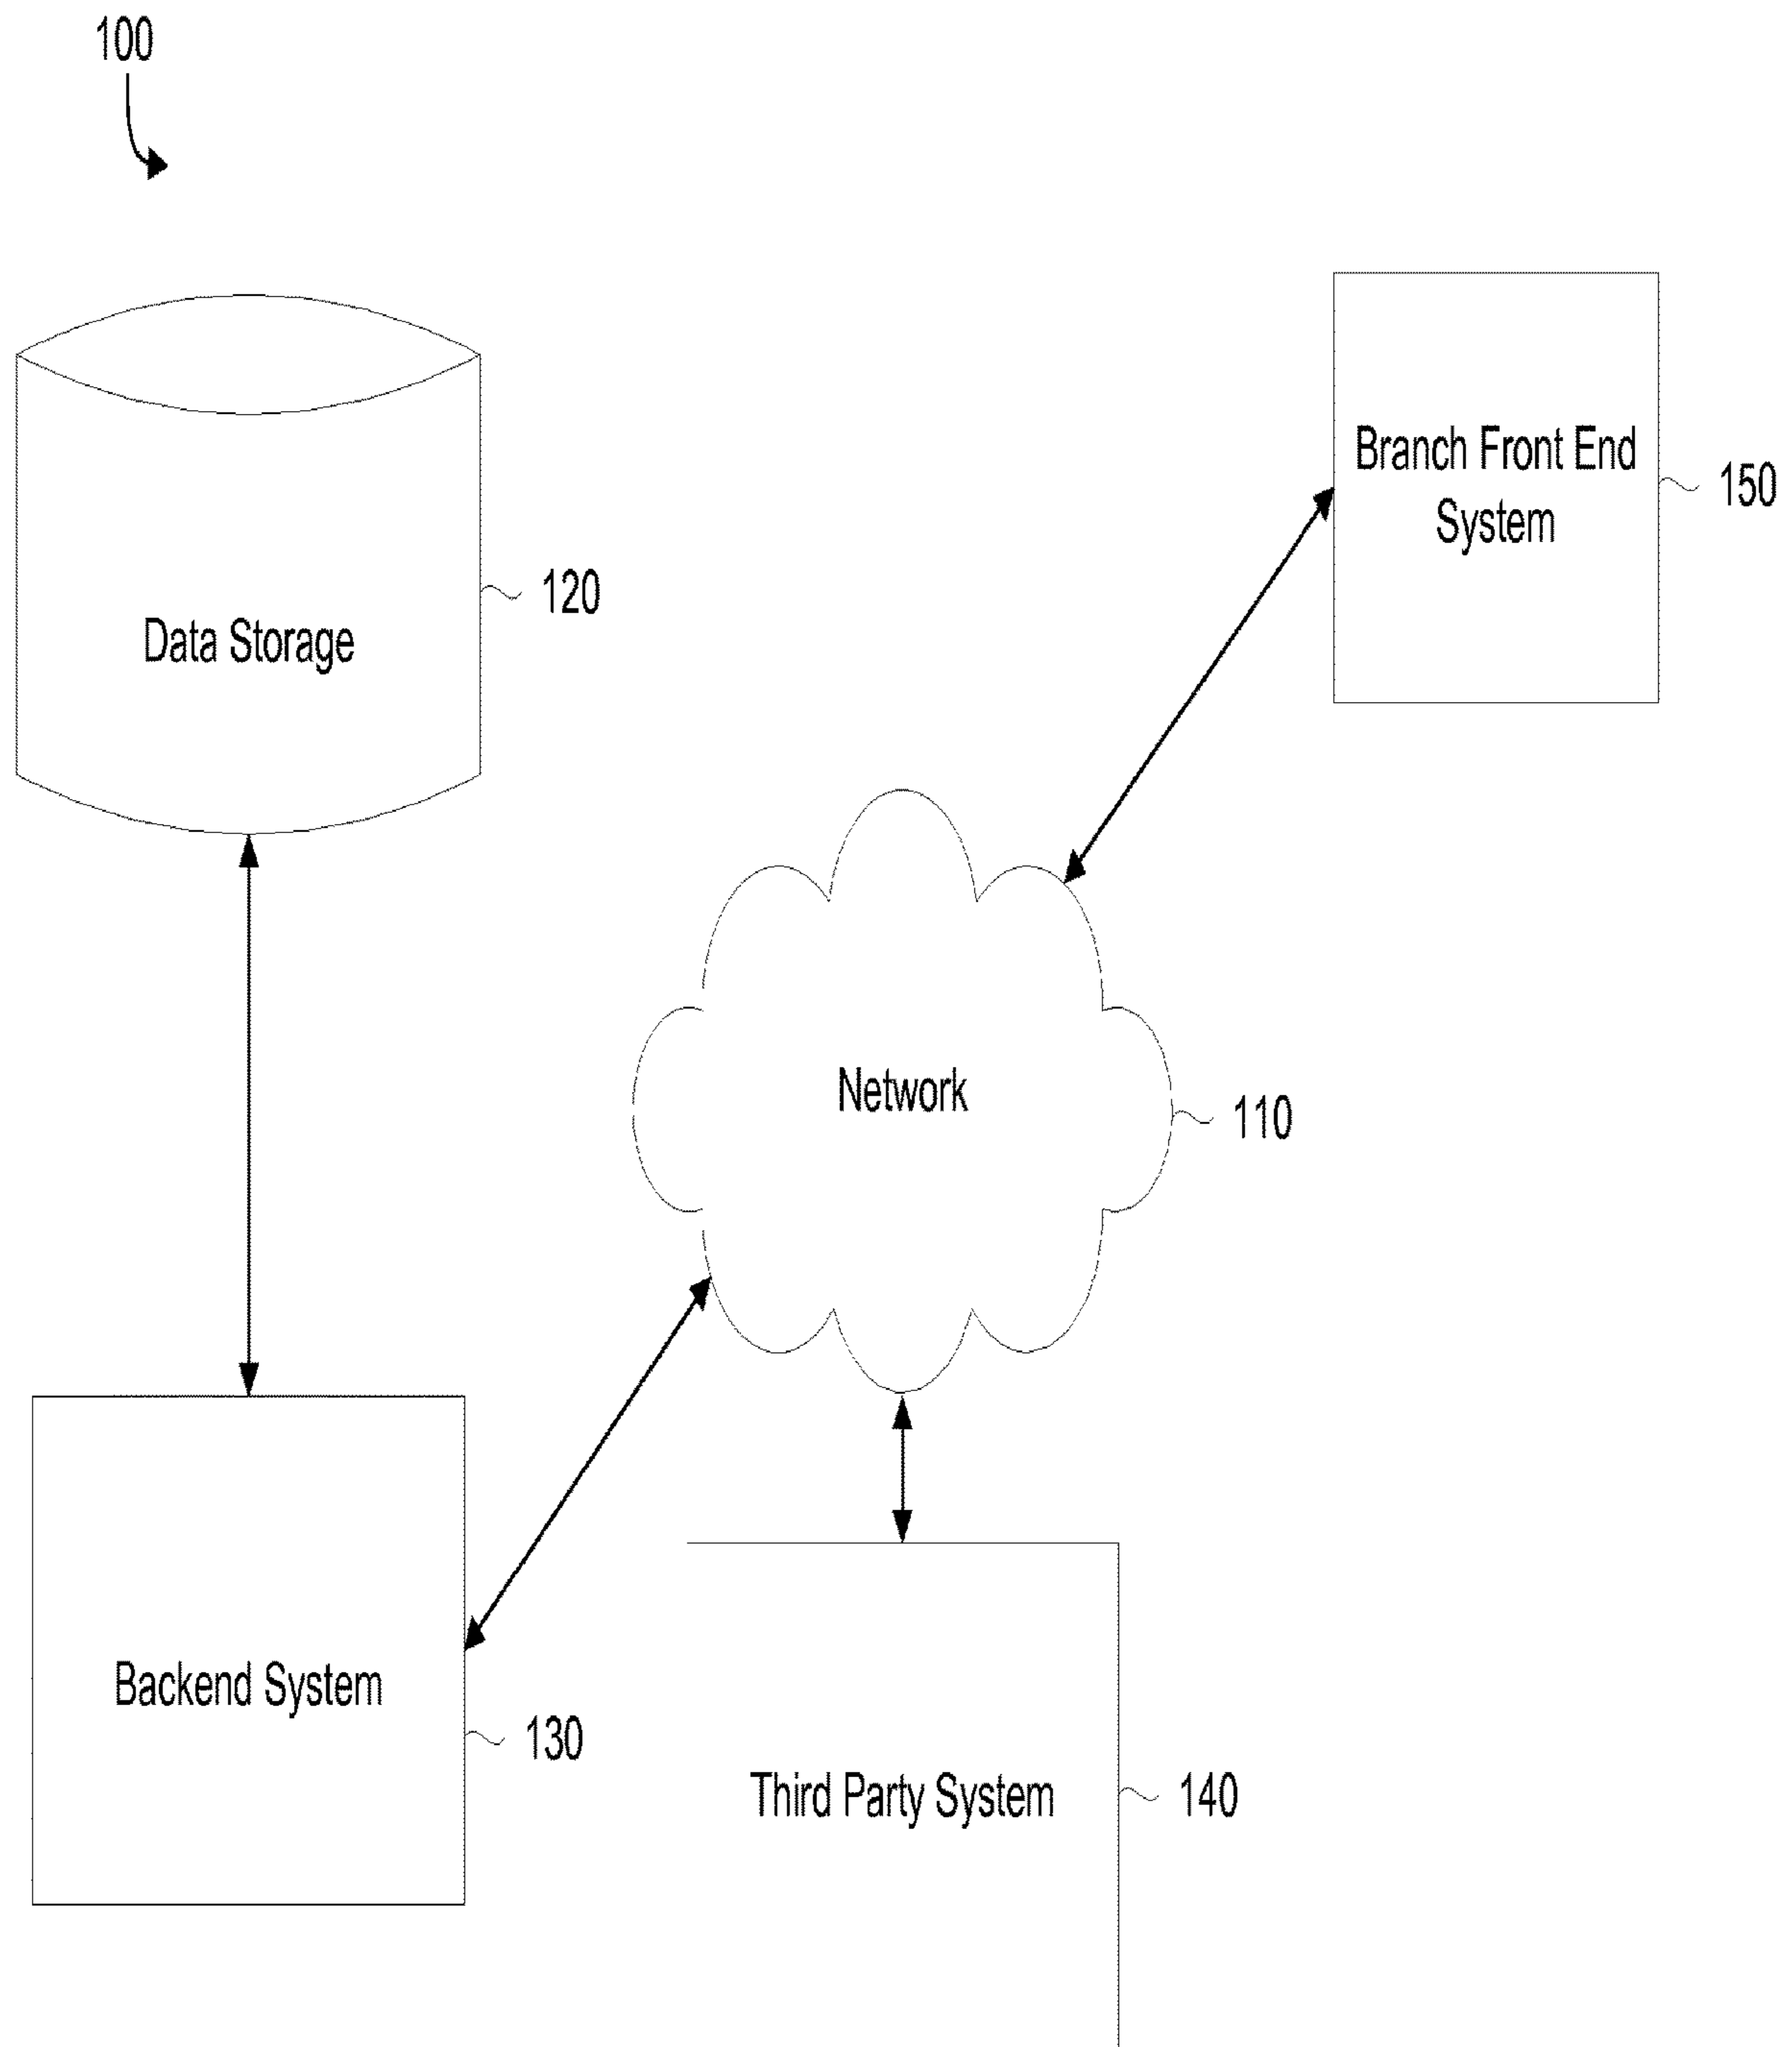 100
Branch Front End
System
150
120
Data Storage
Network
110
Backend System
130
Third Party System
140